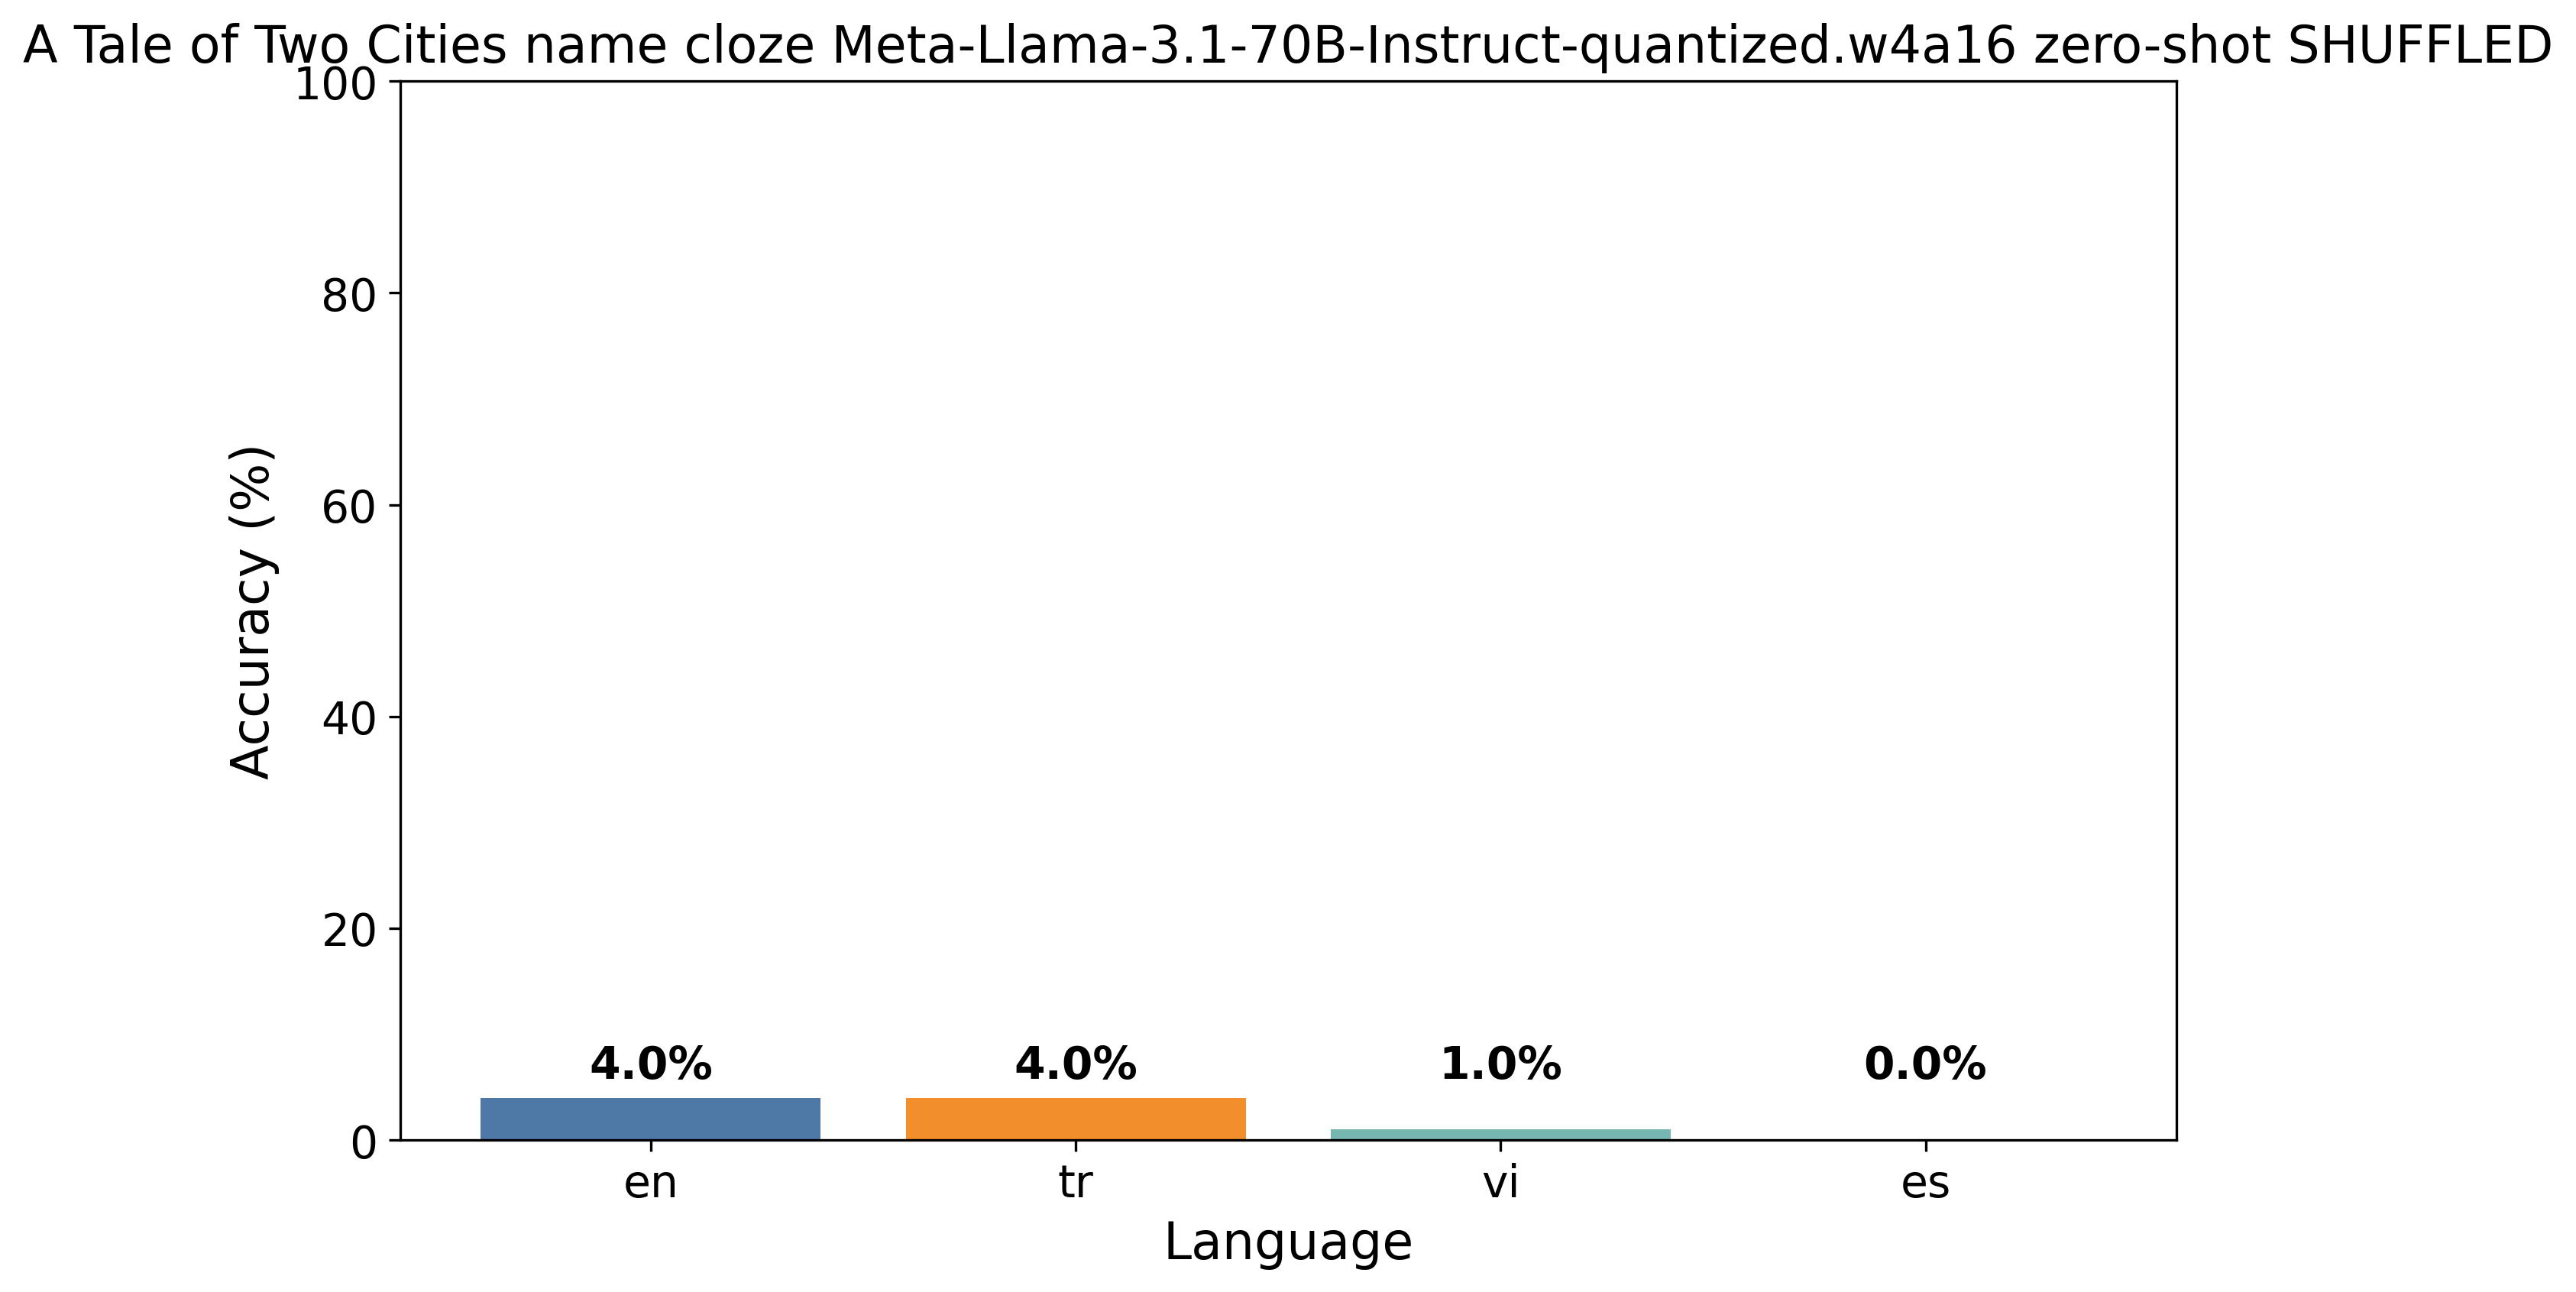 A Tale of Two Cities name cloze Meta-Llama-3.1-70B-Instruct-quantized.w4a16 zero-shot SHUFFLED
100
80
60
40
20
0
Accuracy (%)
4.0%
4.0%
1.0%
0.0%
en
tr
vi
es
Language